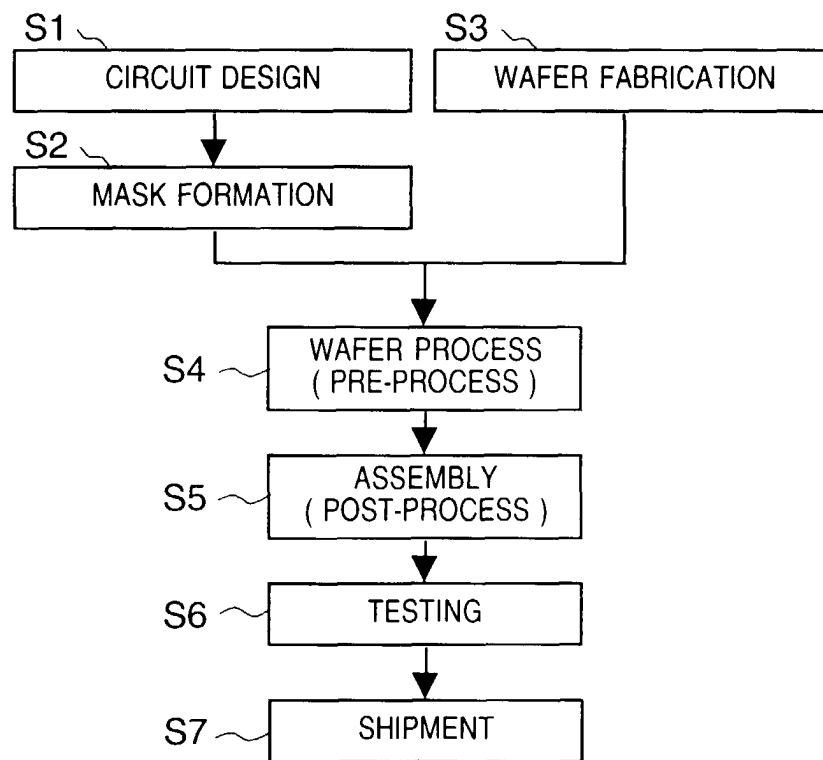 S1
CIRCUIT DESIGN
S3
WAFER FABRICATION
S2
MASK FORMATION
S4
WAFER PROCESS
( PRE-PROCESS )
S5
ASSEMBLY
( POST-PROCESS )
S6
TESTING
S7
SHIPMENT